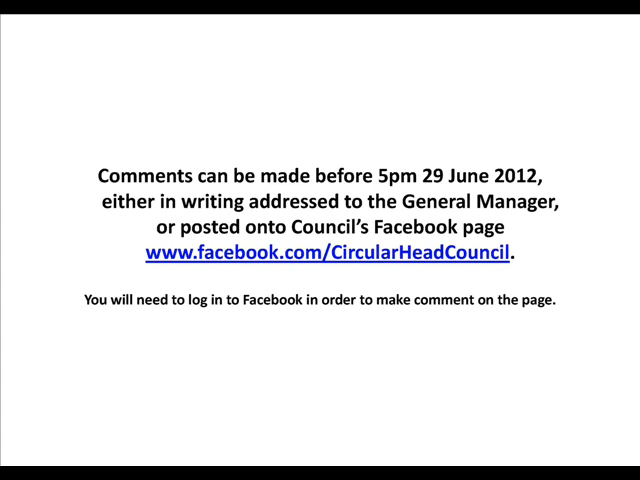 Comments can be made before 5pm 29 June 2012,
either in writing addressed to the General Manager,
or posted onto Council's Facebook page
www.facebook.com/CircularHeadCouncil.
You will need to log in to Facebook in order to make comment on the page.